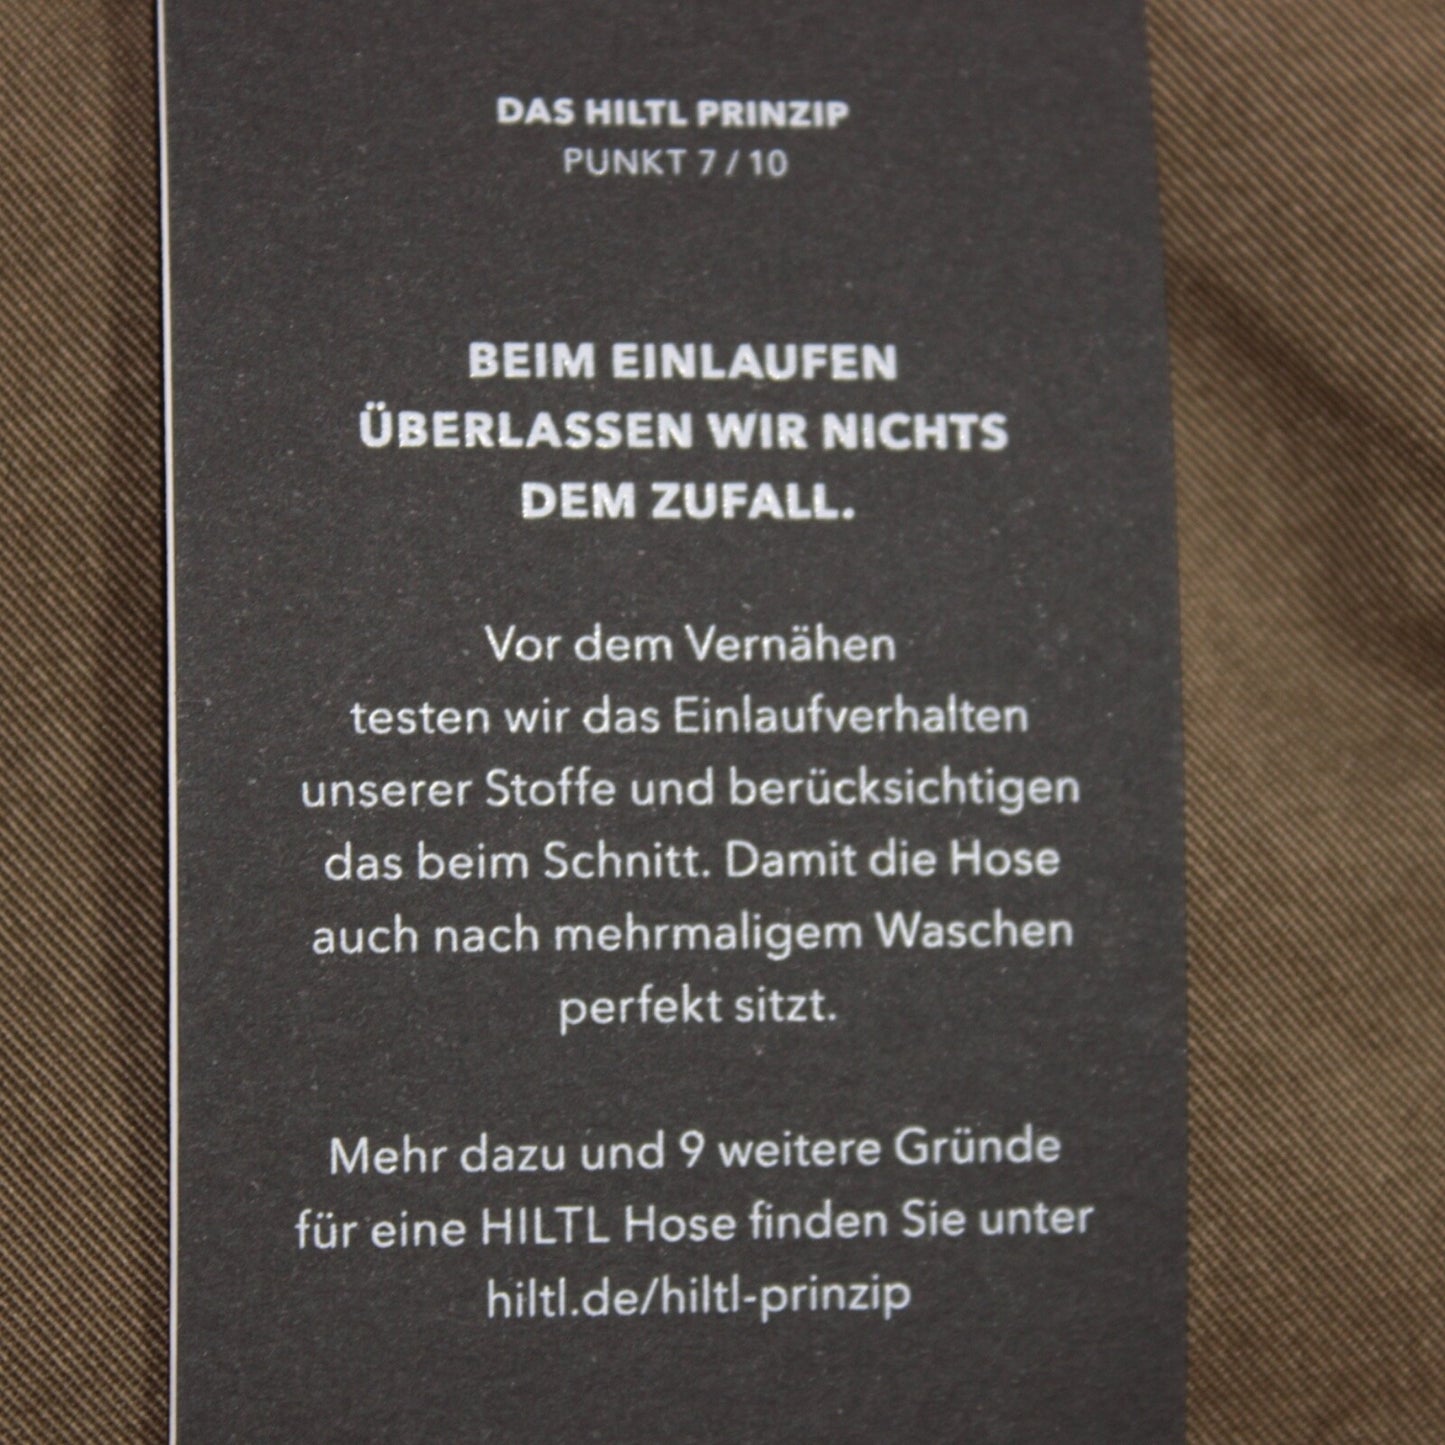 DAS HILTL PRINZIP
PUNKT 7 / 10
BEIM EINLAUFEN
ÜBERLASSEN WIR NICHTS
DEM ZUFALL.
Vor dem Vernähen
testen wir das Einlaufverhalten
unserer Stoffe und berücksichtigen
das beim Schnitt. Damit die Hose
auch nach mehrmaligem Waschen
perfekt sitzt.
Mehr dazu und 9 weitere Gründe
für eine HILTL Hose finden Sie unter
hiltl.de/hiltl-prinzip